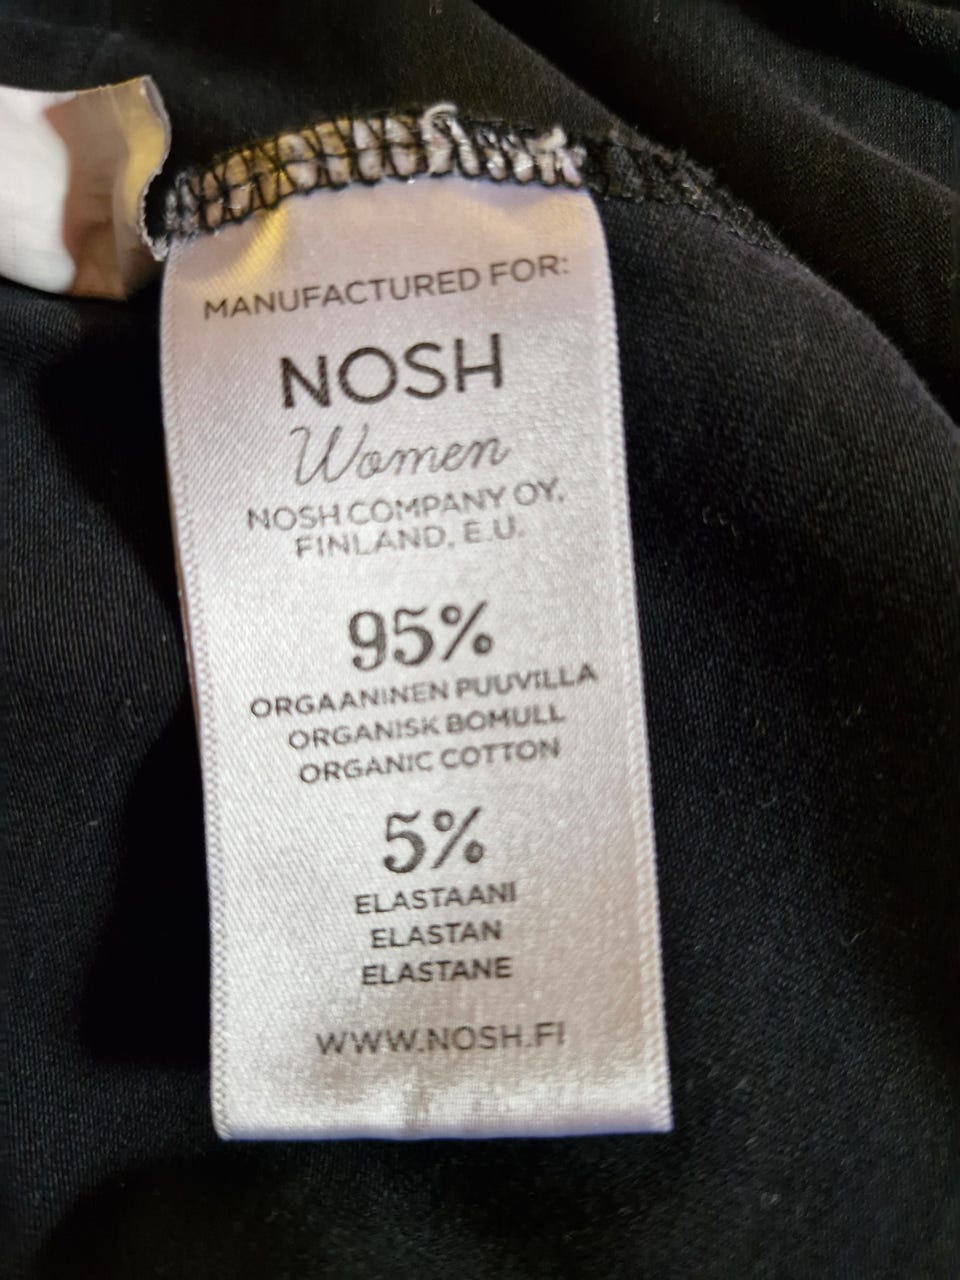 MANUFACTURED FOR:
NOSH
Women
NOSH COMPANY OY,
FINLAND, E.U.
95%
ORGAANINEN PUUVILLA
ORGANISK BOMULL
ORGANIC COTTON
5%
ELASTAANI
ELASTAN
ELASTANE
WWW.NOSH.FI